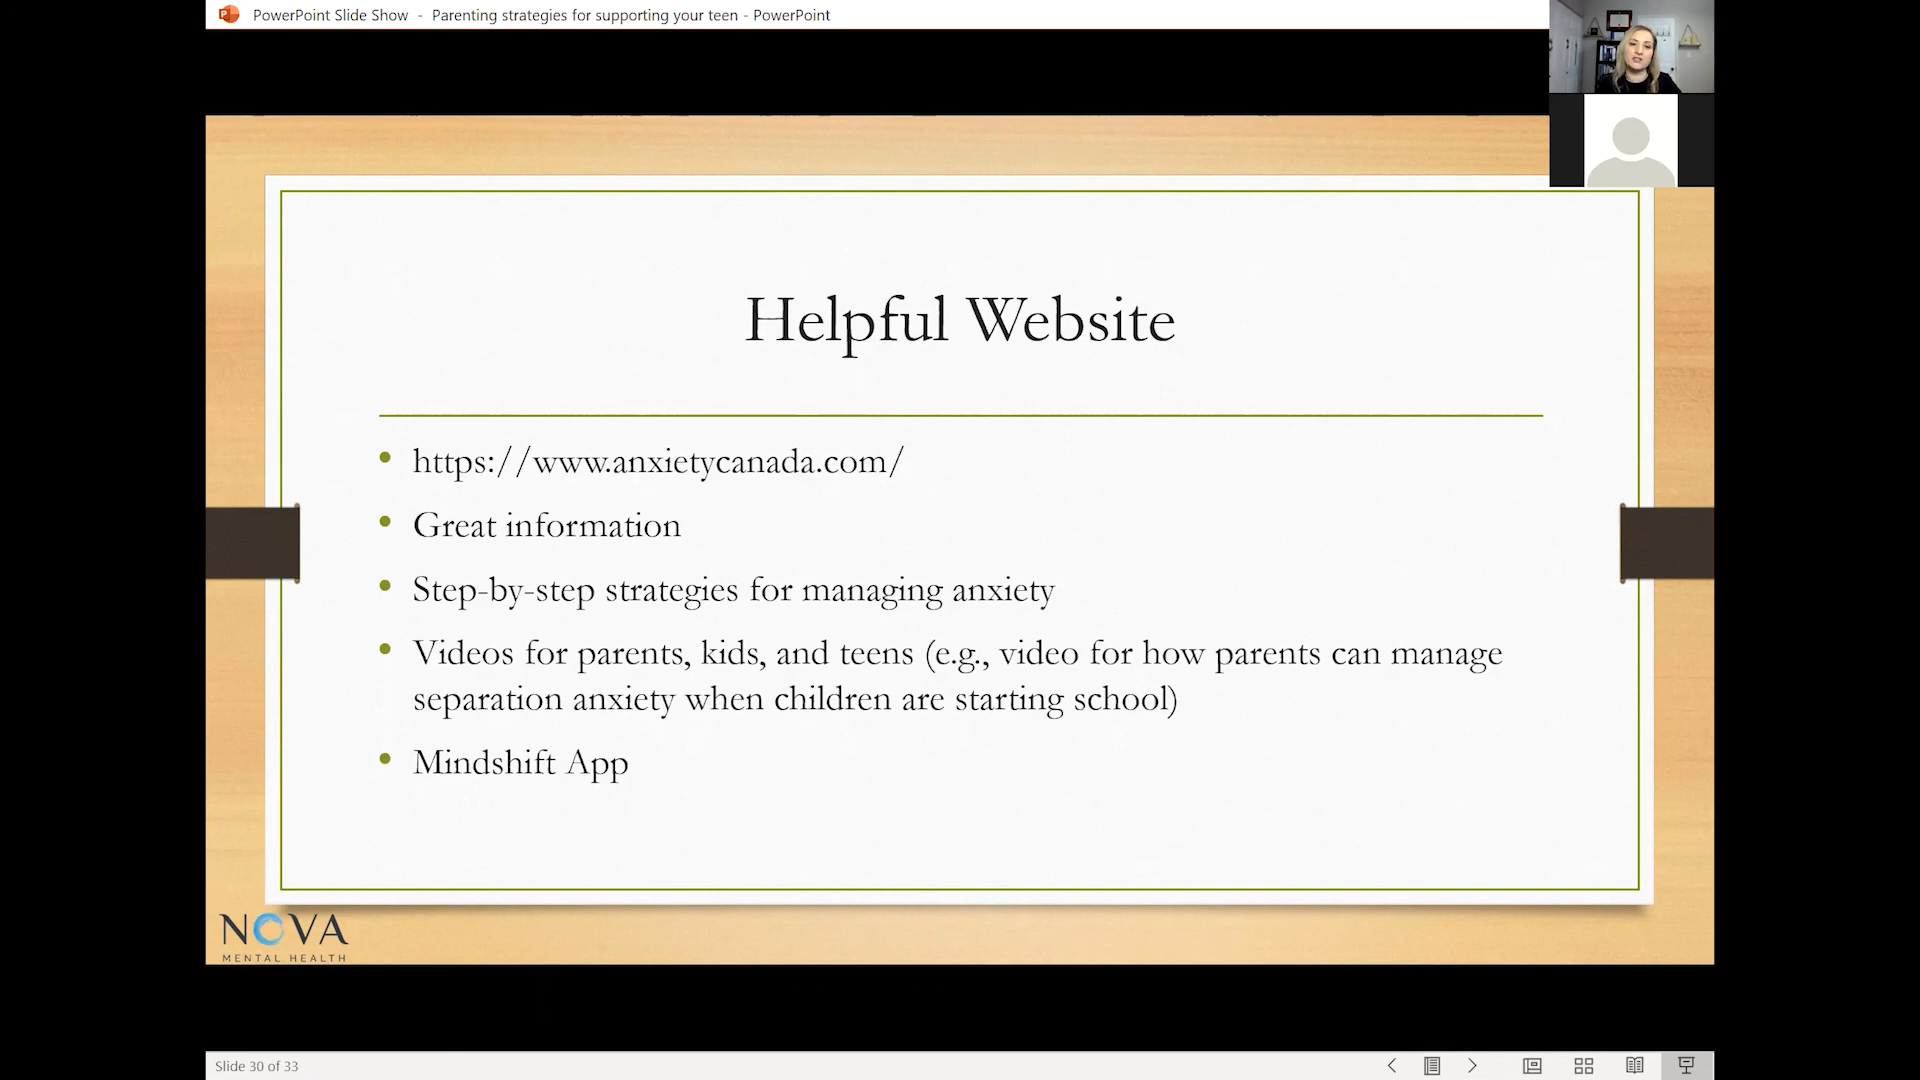 PowerPoint Slide Show - Parenting strategies for supporting your teen - PowerPoint
Helpful Website
• https://www.anxietycanada.com/
• Great information
• Step-by-step strategies for managing anxiety
• Videos for parents, kids, and teens (e.g., video for how parents can manage
separation anxiety when children are starting school)
• Mindshift App
NOVA
MENTAL HEALTH
Slide 30 of 33